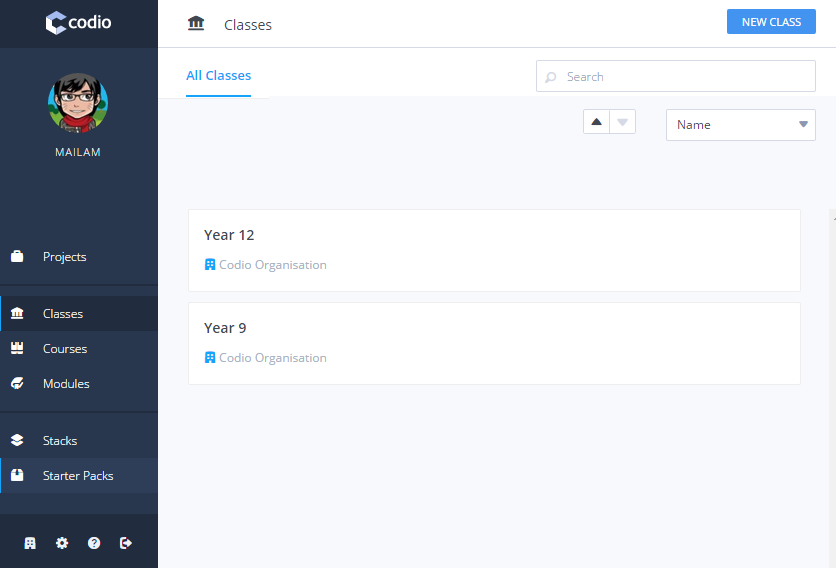 codio
MAILAM
Projects
Classes
Courses
Modules
Stacks
Starter Packs
Classes
NEW CLASS
All Classes
Search
Name
Year 12
Codio Organisation
Year 9
Codio Organisation